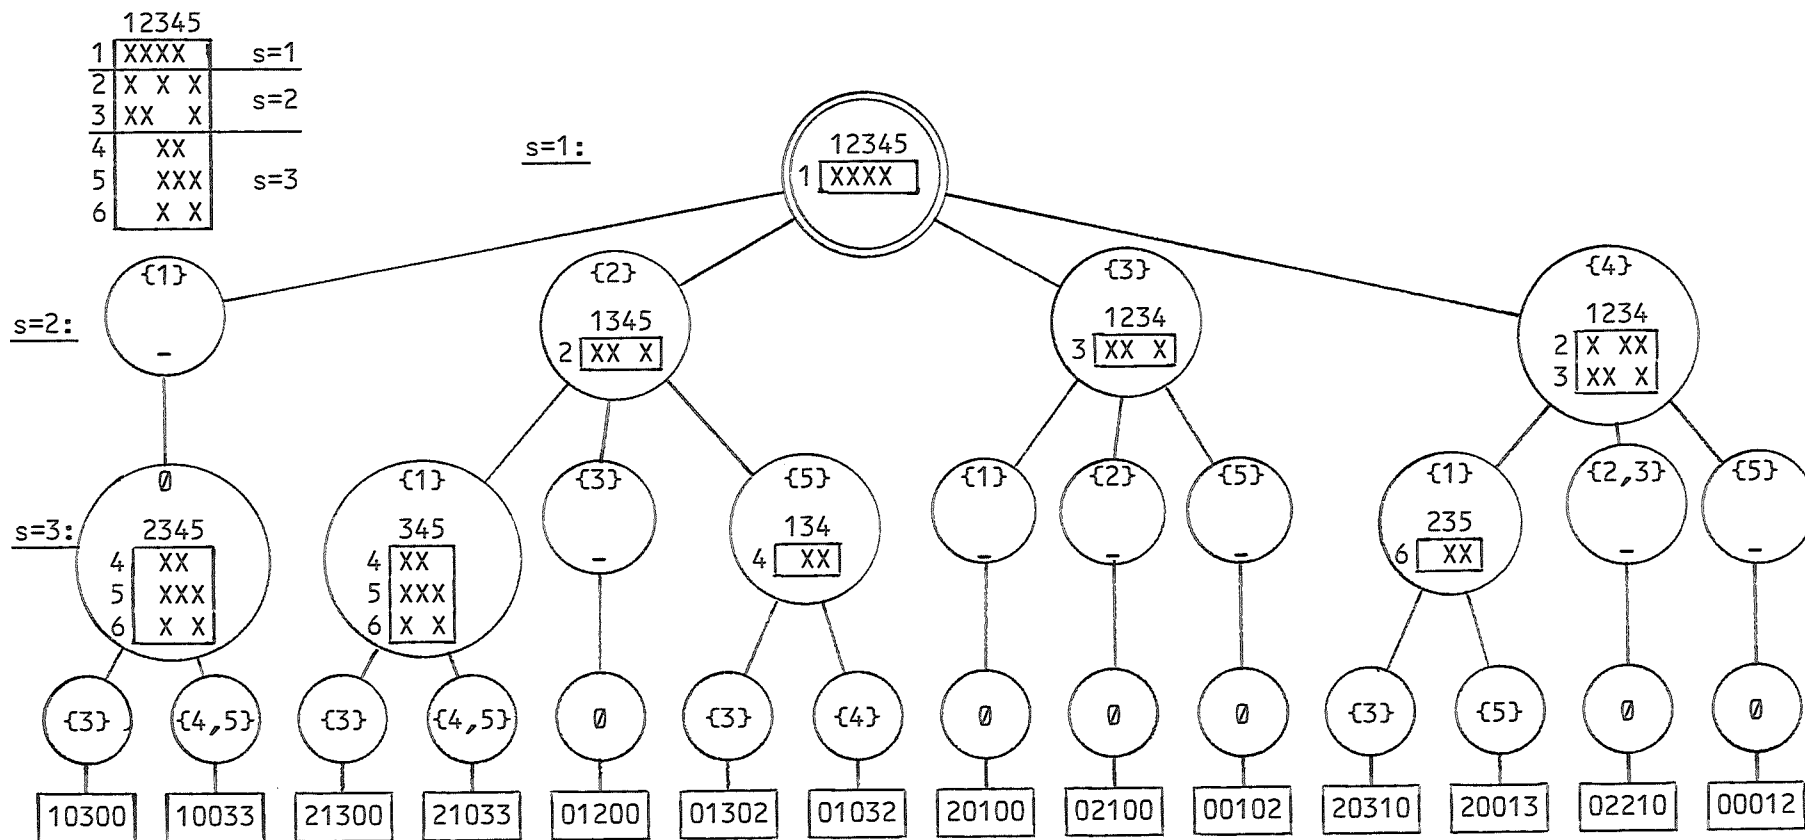 12345
1 XXXX s=1
2 X X X
s=2
3 XX X
4 XX
5 XXX s=3
6 X X
s=1:
12345
1 XXXX
s=2:
{1}
-
{2}
1345
2 XX X
{3}
1234
3 XX X
{4}
1234
2 X XX
3 XX X
s=3:
Ø
2345
4 XX
5 XXX
6 X X
{1}
345
4 XX
5 XXX
6 X X
{3}
-
{5}
134
4 XX
{1}
-
{2}
-
{5}
-
{1}
235
6 XX
{2,3}
-
{5}
-
{3} {4,5} {3} {4,5} Ø {3} {4} Ø Ø Ø {3} {5} Ø Ø
10300 10033 21300 21033 01200 01302 01032 20100 02100 00102 20310 20013 02210 00012